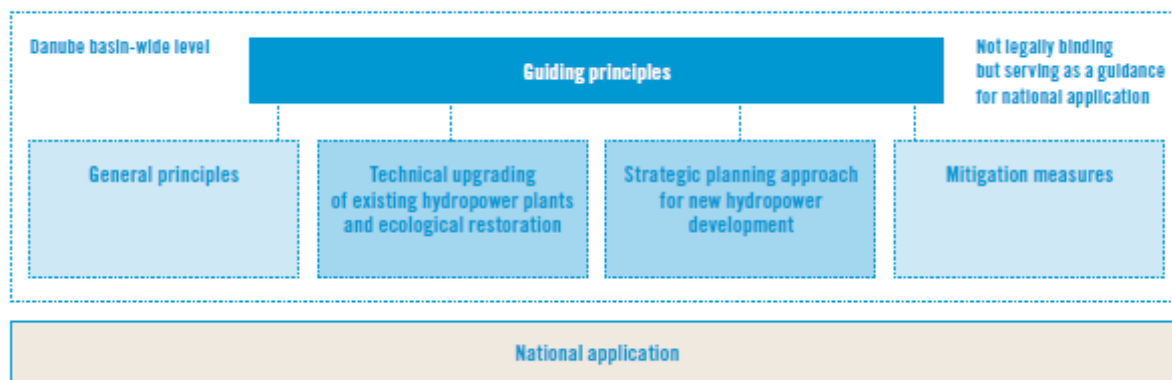 Danube basin-wide level
Guiding principles
Not legally binding
but serving as a guidance
for national application
General principles
Technical upgrading
of existing hydropower plants
and ecological restoration
Strategic planning approach
for new hydropower
development
Mitigation measures
National application